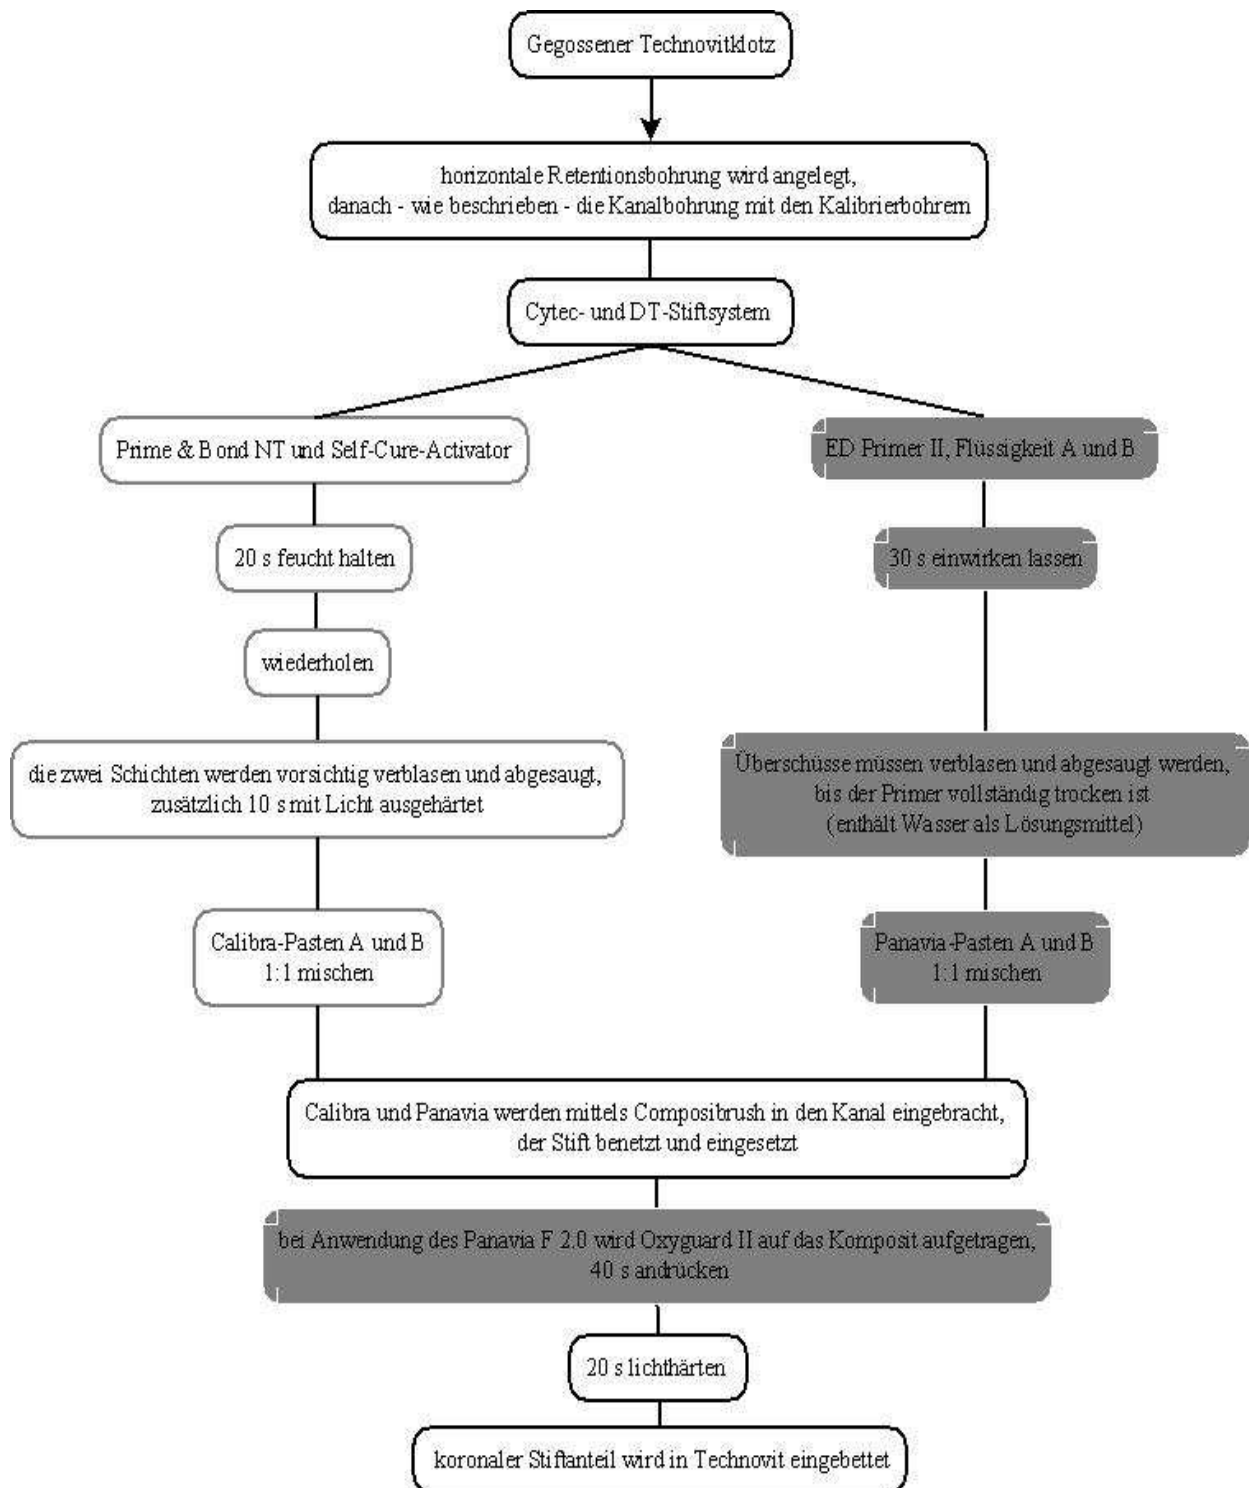 Gegossener Technovitklotz
horizontale Retentionsbohrung wird angelegt,
danach - wie beschrieben - die Kanalbohrung mit den Kalibrierbohrern
Cytec- und DT-Stiftsystem
Prime & Bond NT und Self-Cure-Activator
ED Primer II, Flüssigkeit A und B
20 s feucht halten
30 s einwirken lassen
wiederholen
die zwei Schichten werden vorsichtig verblasen und abgesaugt,
zusätzlich 10 s mit Licht ausgehärtet
Überschüsse müssen verblasen und abgesaugt werden,
bis der Primer vollständig trocken ist
(enthält Wasser als Lösungsmittel)
Calibra-Pasten A und B
1:1 mischen
Panavia-Pasten A und B
1:1 mischen
Calibra und Panavia werden mittels Compositbrush in den Kanal eingebracht,
der Stift benetzt und eingesetzt
bei Anwendung des Panavia F 2.0 wird Oxyguard II auf das Komposit aufgetragen,
40 s andrücken
20 s lichthärten
koronaler Stiftanteil wird in Technovit eingebettet